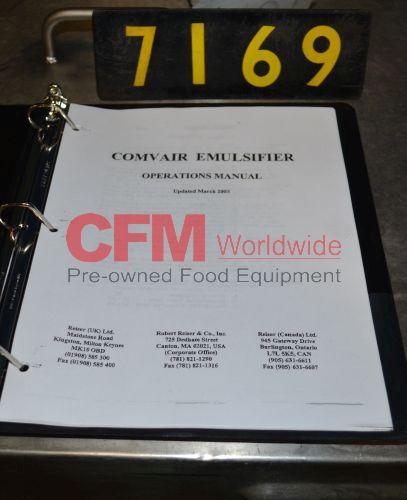 7169
COMVAIR EMULSIFIER
OPERATIONS MANUAL
Updated March 2003
CFM Worldwide
Pre-owned Food Equipment
Reiser (UK) Ltd.
Maidstone Road
Kingston, Milton Keynes
MK10 OBD
(01908) 585 300
Fax (01908) 585 400
Robert Reiser & Co., Inc.
725 Dedham Street
Canton, MA 02021, USA
(Corporate Office)
(781) 821-1290
Fax (781) 821-1316
Reiser (Canada) Ltd.
945 Gateway Drive
Burlington, Ontario
L7L 5K5, CAN
(905) 631-6611
Fax (905) 631-6607